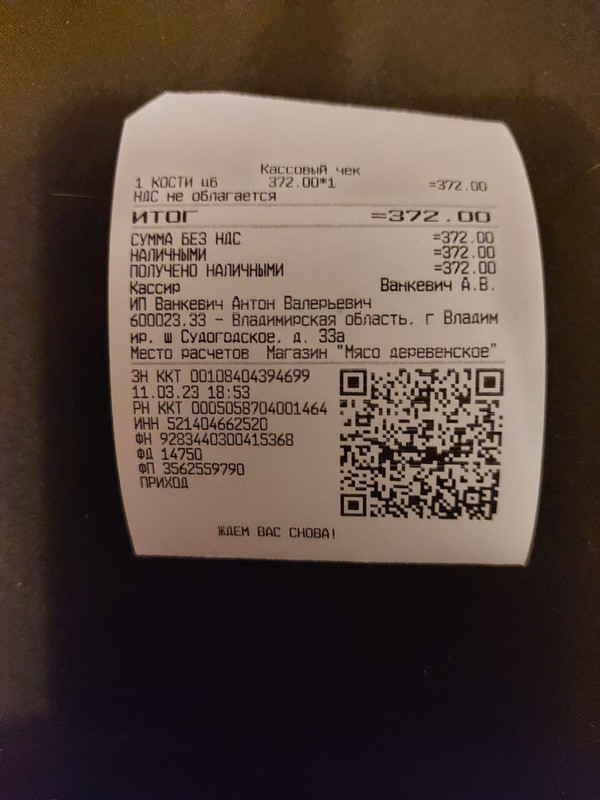 Кассовый чек
1 КОСТИ цб 372.00*1 =372.00
НДС не облагается
ИТОГ =372.00
СУММА БЕЗ НДС =372.00
НАЛИЧНЫМИ =372.00
ПОЛУЧЕНО НАЛИЧНЫМИ =372.00
Кассир Ванкевич А.В.
ИП Ванкевич Антон Валерьевич
600023,33 - Владимирская область, г Владим
ир, ш Судогодское, д. 33а
Место расчетов Магазин "Мясо деревенское"
ЗН ККТ 00108404394699
11.03.23 18:53
РН ККТ 0005058704001464
ИНН 521404662520
ФН 9283440300415368
ФД 14750
ФП 3562559790
ПРИХОД
ЖДЕМ ВАС СНОВА!